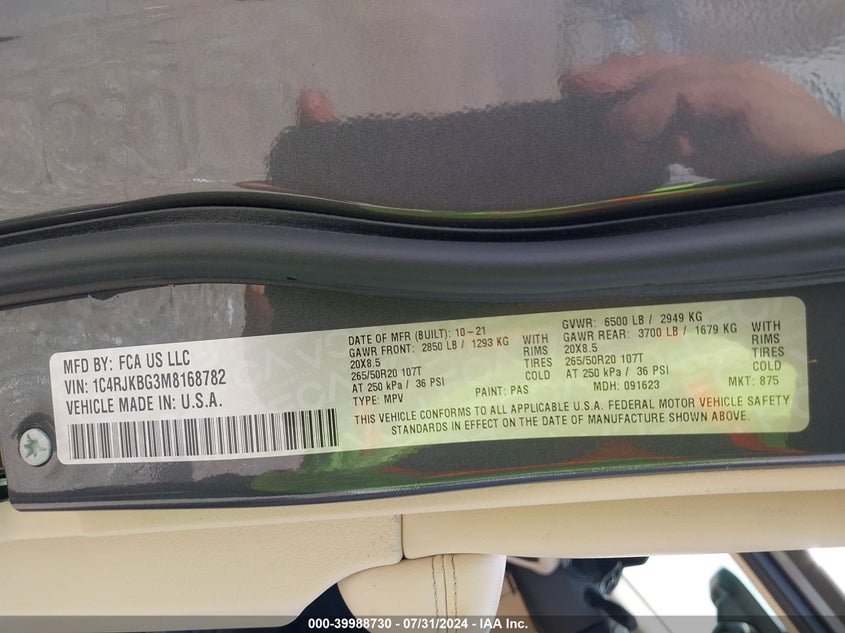 MFD BY: FCA US LLC
VIN: 1C4RJKBG3M8168782
VEHICLE MADE IN: U.S.A.
DATE OF MFR (BUILT): 10-21
GAWR FRONT: 2850 LB / 1293 KG WITH
20X8.5 RIMS
265/50R20 107T TIRES
AT 250 kPa / 36 PSI COLD
TYPE: MPV PAINT: PAS
GVWR: 6500 LB / 2949 KG
GAWR REAR: 3700 LB / 1679 KG WITH
20X8.5 RIMS
265/50R20 107T TIRES
AT 250 kPa / 36 PSI COLD
MDH: 091623 MKT: 875
THIS VEHICLE CONFORMS TO ALL APPLICABLE U.S.A. FEDERAL MOTOR VEHICLE SAFETY
STANDARDS IN EFFECT ON THE DATE OF MANUFACTURE SHOWN ABOVE.
000-39988730 - 07/31/2024 - IAA Inc.